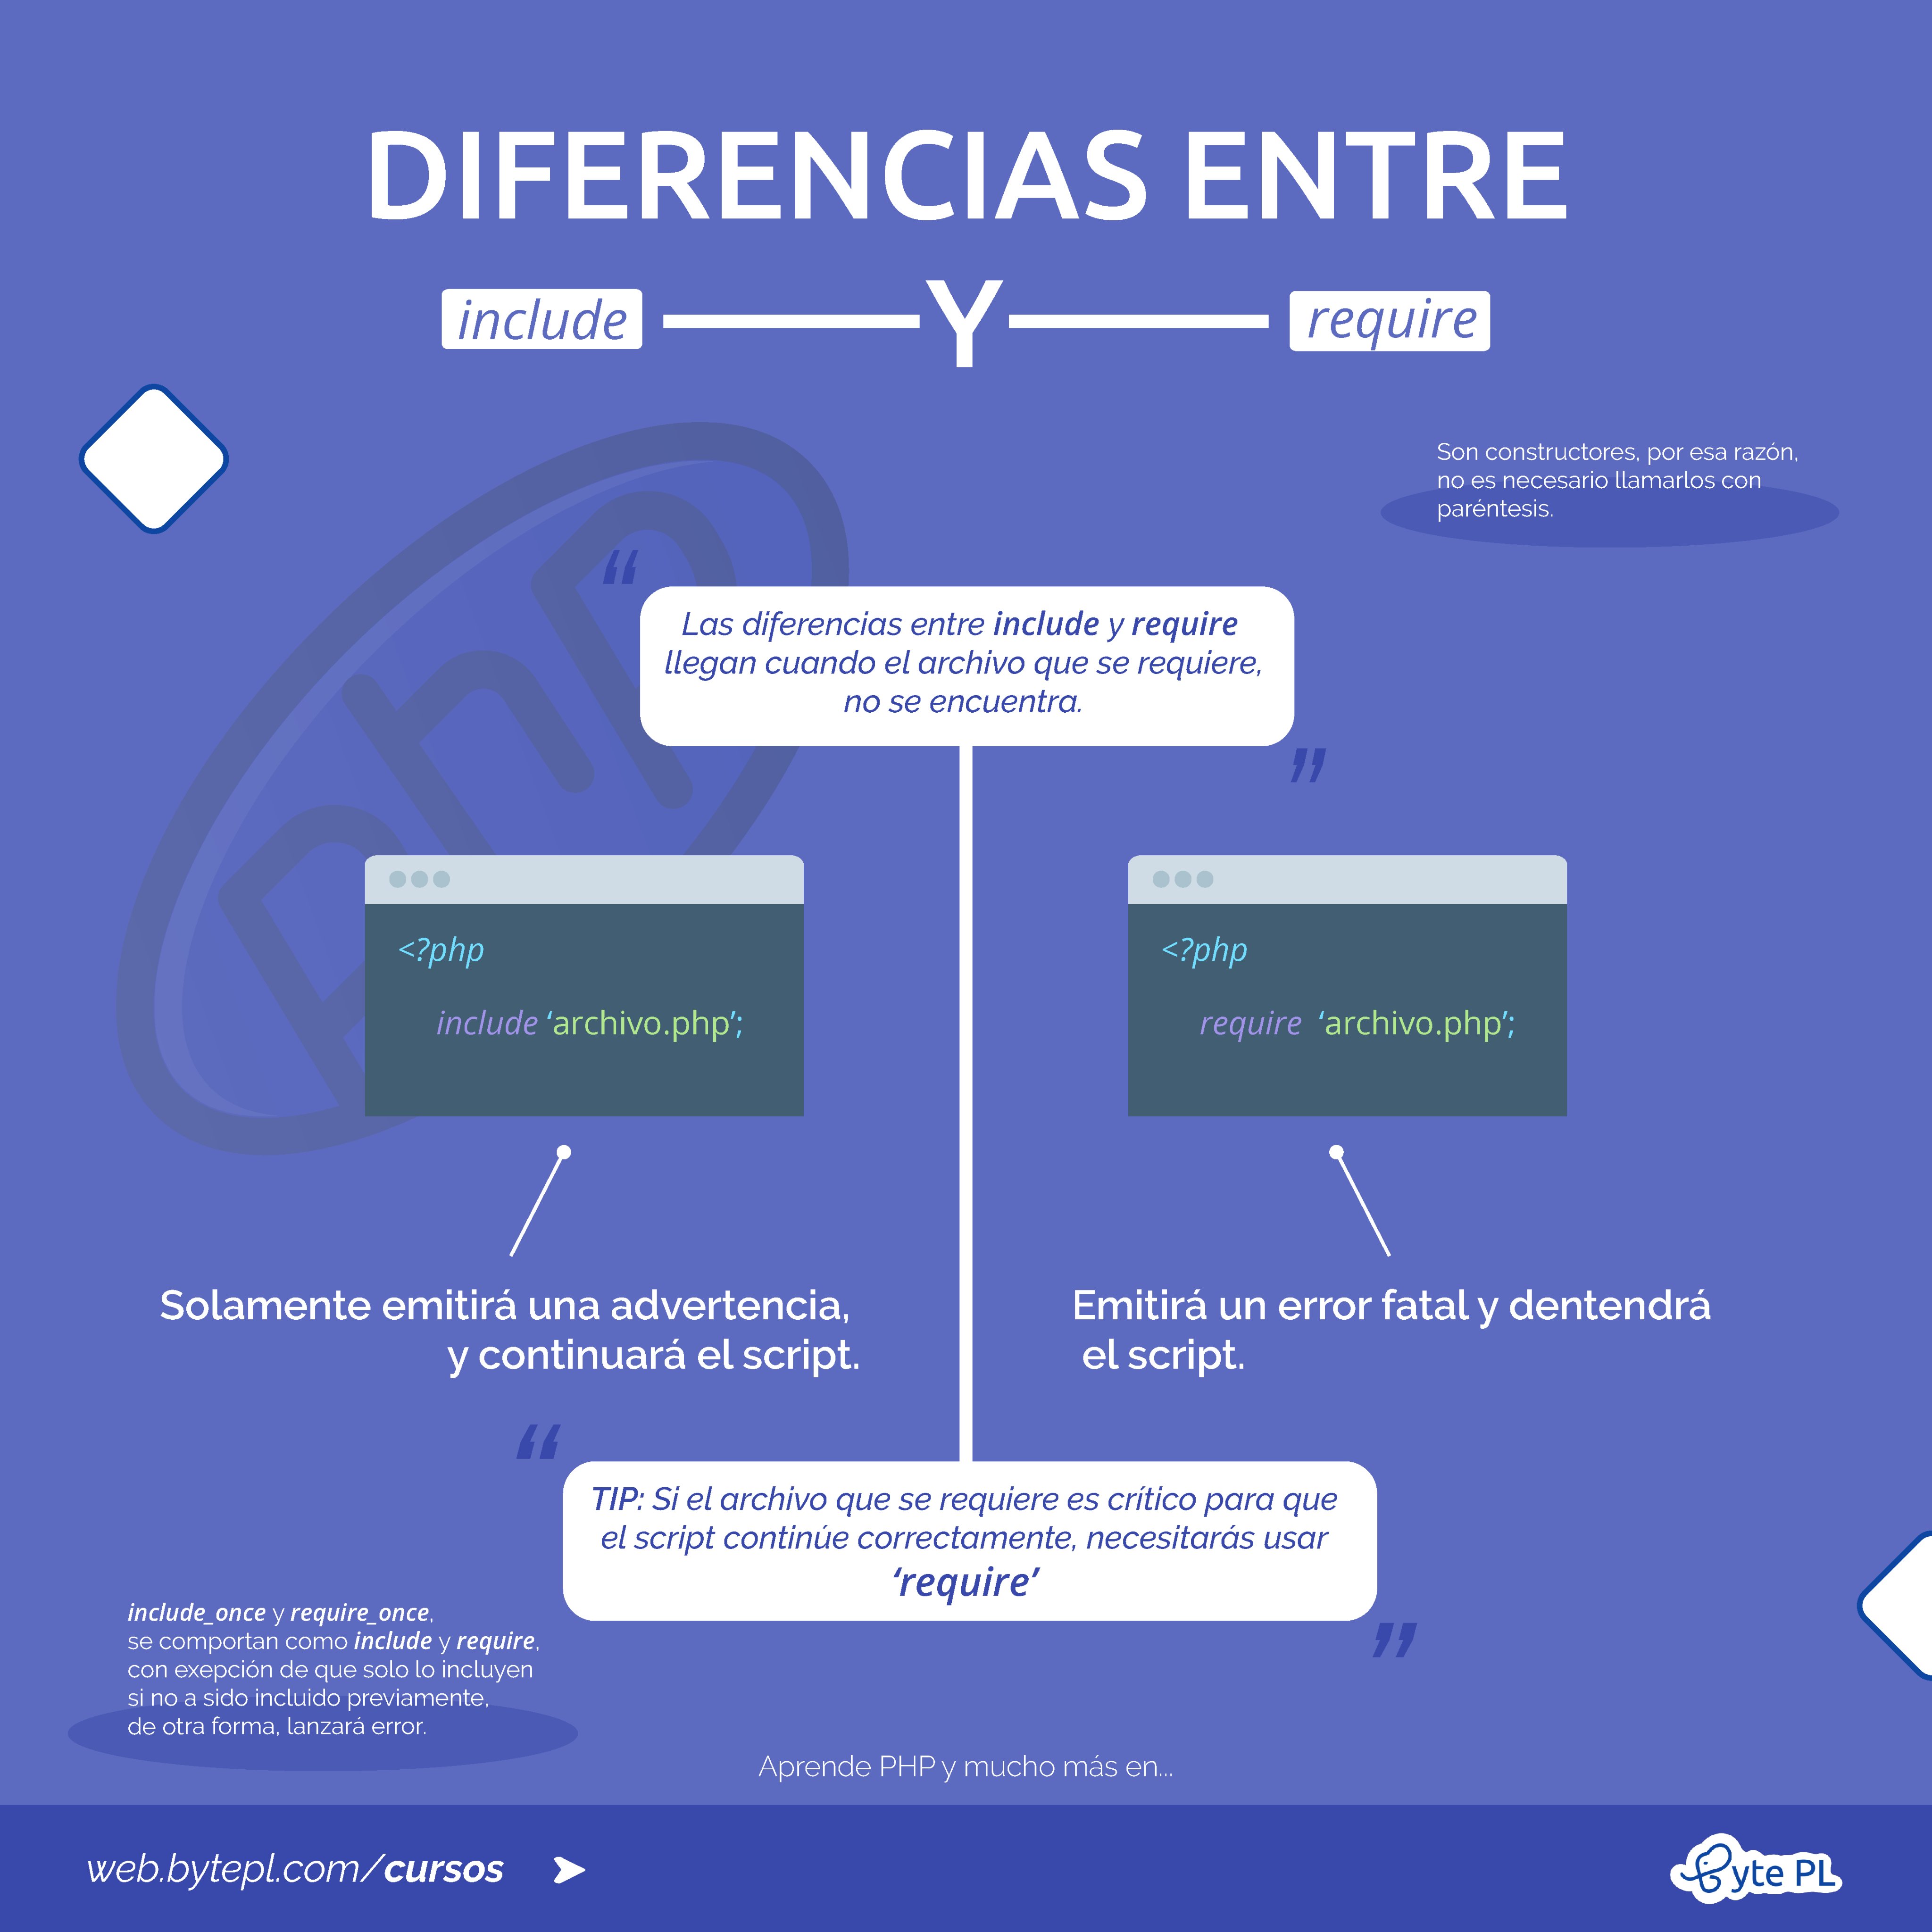 DIFERENCIAS ENTRE
include Y require
Son constructores, por esa razón,
no es necesario llamarlos con
paréntesis.
“
Las diferencias entre include y require
llegan cuando el archivo que se requiere,
no se encuentra.
”
php
<?php
include ‘archivo.php’;
<?php
require ‘archivo.php’;
Solamente emitirá una advertencia,
y continuará el script.
Emitirá un error fatal y dentendrá
el script.
“
TIP: Si el archivo que se requiere es crítico para que
el script continúe correctamente, necesitarás usar
‘require’
”
include_once y require_once,
se comportan como include y require,
con exepción de que solo lo incluyen
si no a sido incluido previamente,
de otra forma, lanzará error.
Aprende PHP y mucho más en...
web.bytepl.com/cursos
Byte PL